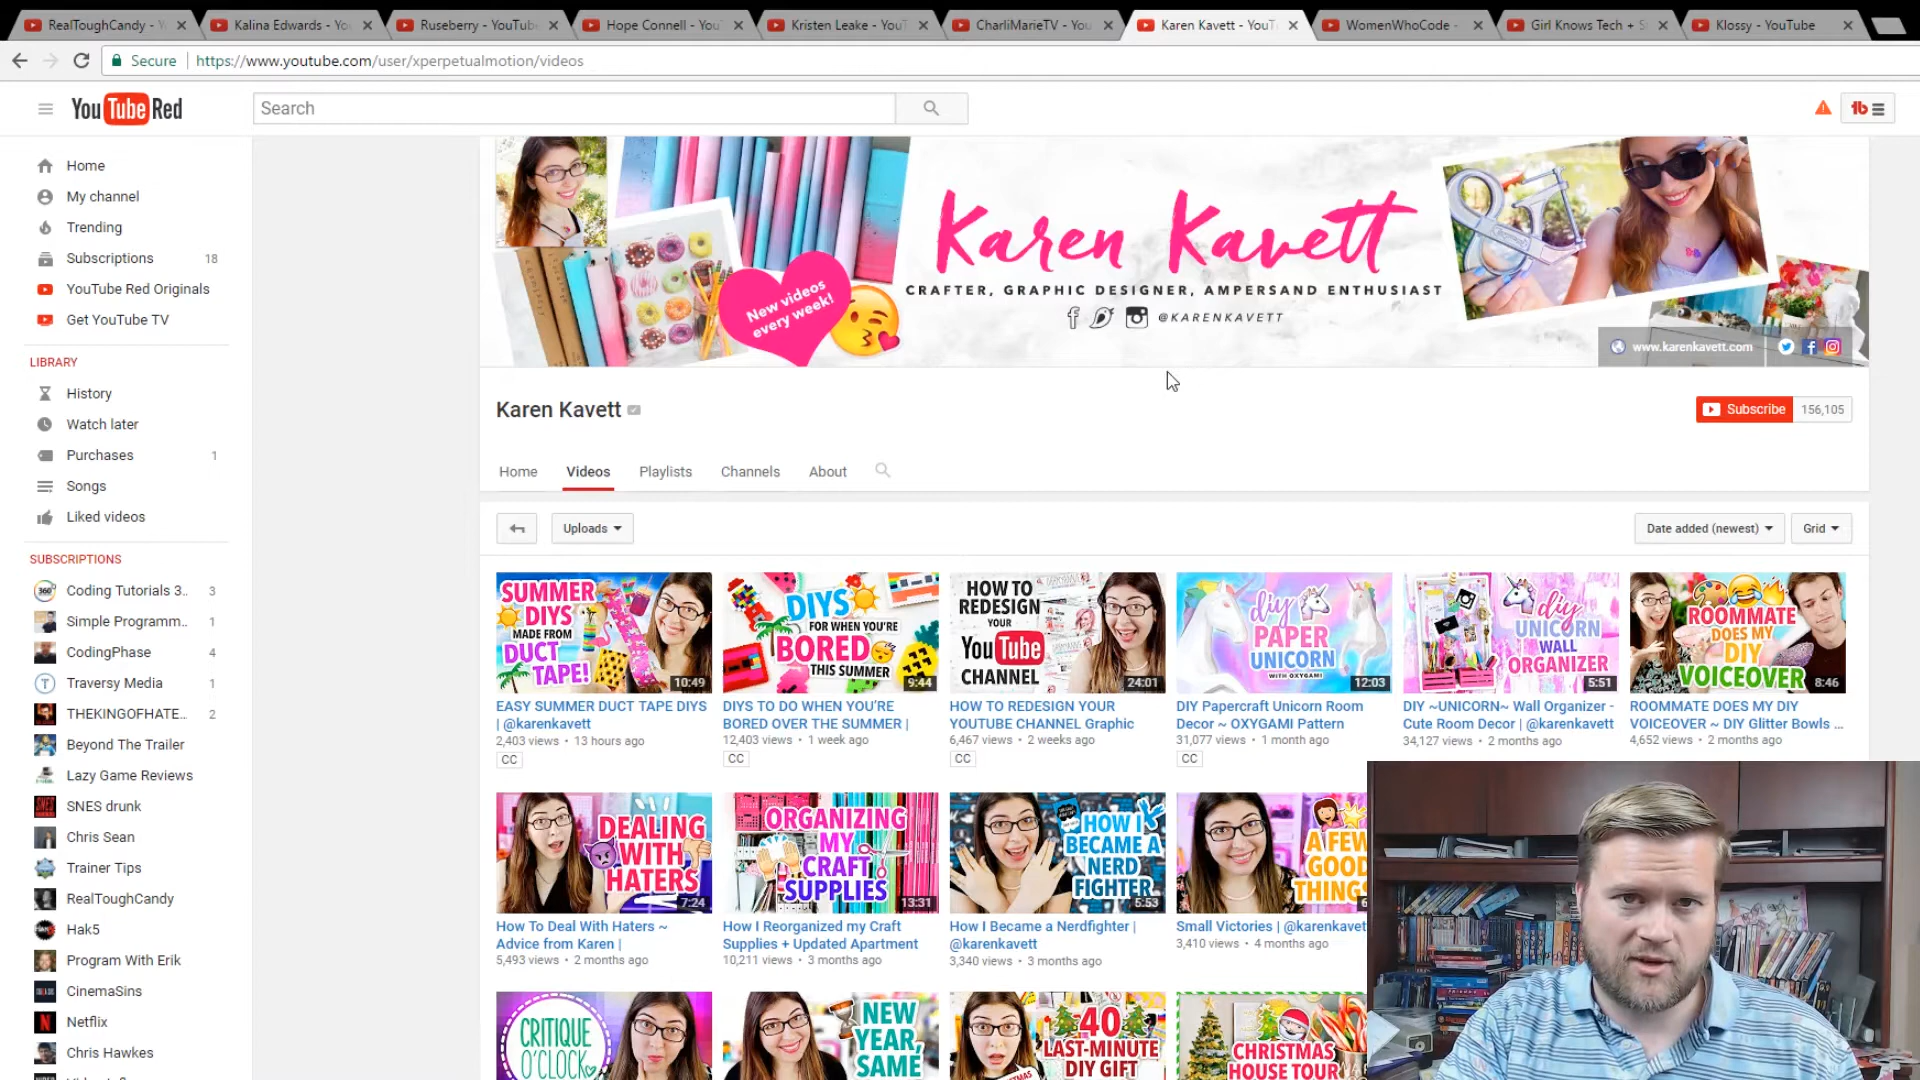 RealToughCandy - Y
Kalina Edwards - Yo
Ruseberry - YouTube
Hope Connell - YouT
Kristen Leake - YouT
CharliMarieTV - You
Karen Kavett - YouT
WomenWhoCode -
Girl Knows Tech + S
Klossy - YouTube
Secure
https://www.youtube.com/user/xperpetualmotion/videos
YouTube Red
Search
Home
My channel
Trending
Subscriptions 18
YouTube Red Originals
Get YouTube TV
LIBRARY
History
Watch later
Purchases 1
Songs
Liked videos
SUBSCRIPTIONS
Coding Tutorials 3.. 3
Simple Programm.. 1
CodingPhase 4
Traversy Media 1
THEKINGOFHATE.. 2
Beyond The Trailer
Lazy Game Reviews
SNES drunk
Chris Sean
Trainer Tips
RealToughCandy
Hak5
Program With Erik
CinemaSins
Netflix
Chris Hawkes
New videos
every week!
Karen Kavett
CRAFTER, GRAPHIC DESIGNER, AMPERSAND ENTHUSIAST
@KARENKAVETT
www.karenkavett.com
Karen Kavett
Subscribe 156,105
Home
Videos
Playlists
Channels
About
Uploads
Date added (newest)
Grid
SUMMER
DIYS
MADE FROM
DUCT
TAPE!
10:49
EASY SUMMER DUCT TAPE DIYS
| @karenkavett
2,403 views • 13 hours ago
CC
DIYS
FOR WHEN YOU'RE
BORED
THIS SUMMER
9:44
DIYS TO DO WHEN YOU'RE
BORED OVER THE SUMMER |
12,403 views • 1 week ago
CC
HOW TO
REDESIGN
YOUR
YouTube
CHANNEL
24:01
HOW TO REDESIGN YOUR
YOUTUBE CHANNEL Graphic
6,467 views • 2 weeks ago
CC
diy
PAPER
UNICORN
WITH OXYGAMI
12:03
DIY Papercraft Unicorn Room
Decor ~ OXYGAMI Pattern
31,077 views • 1 month ago
CC
diy
UNICORN
WALL
ORGANIZER
5:51
DIY ~UNICORN~ Wall Organizer -
Cute Room Decor | @karenkavett
34,127 views • 2 months ago
ROOMMATE
DOES MY
DIY
VOICEOVER
8:46
ROOMMATE DOES MY DIY
VOICEOVER ~ DIY Glitter Bowls ...
4,652 views • 2 months ago
DEALING
WITH
HATERS
7:24
How To Deal With Haters ~
Advice from Karen |
5,493 views • 2 months ago
ORGANIZING
MY
CRAFT
SUPPLIES
13:31
How I Reorganized my Craft
Supplies + Updated Apartment
10,211 views • 3 months ago
HOW I
BECAME A
NERD
FIGHTER
5:53
How I Became a Nerdfighter |
@karenkavett
3,340 views • 3 months ago
A FEW
GOOD
THINGS
Small Victories | @karenkavet
3,410 views • 4 months ago
CRITIQUE
O'CLOCK
NEW
YEAR,
SAME
40
LAST-MINUTE
DIY GIFT
CHRISTMAS
HOUSE TOUR